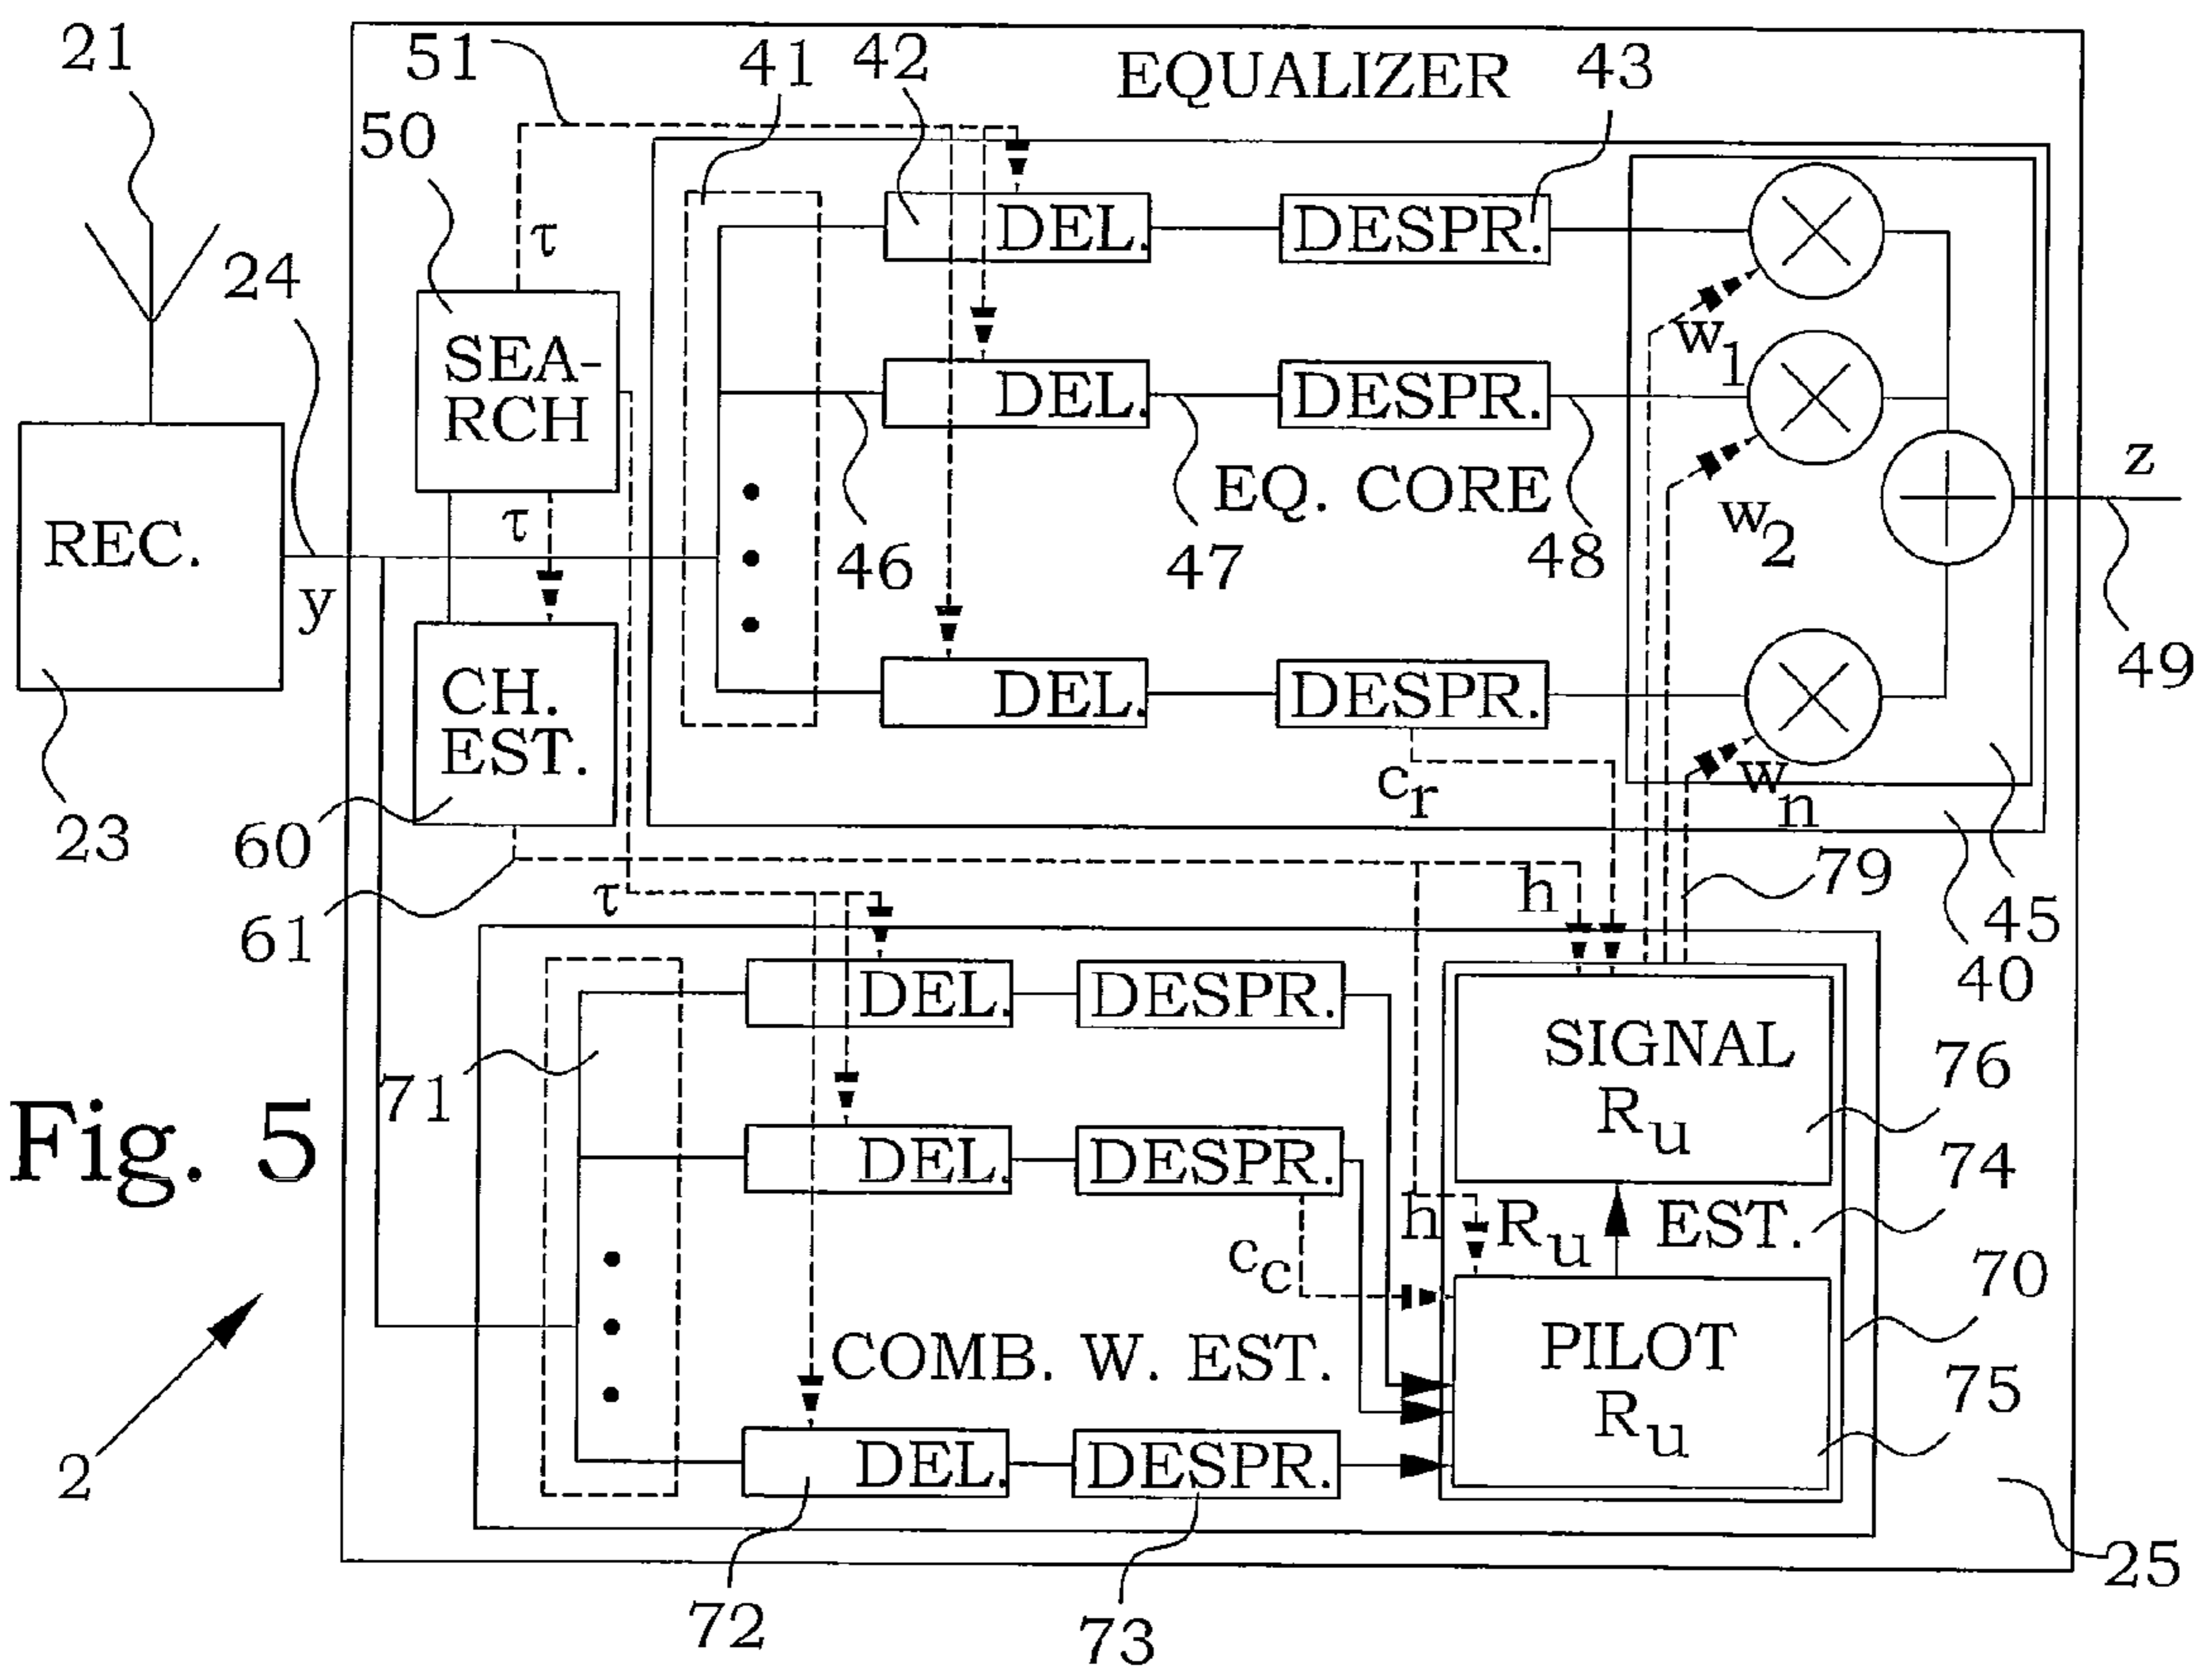 21
51
41
42
EQUALIZER
43
50
τ
DEL.
DESPR.
24
w1
SEA-
RCH
DEL.
DESPR.
z
EQ. CORE
w2
τ
REC.
46
47
48
y
49
CH.
EST.
DEL.
DESPR.
cr
wn
23
60
79
τ
h
45
61
40
DEL.
DESPR.
SIGNAL
Ru
76
71
Fig. 5
DEL.
DESPR.
74
h
Ru
EST.
cc
70
COMB. W. EST.
PILOT
Ru
75
2
DEL.
DESPR.
25
72
73